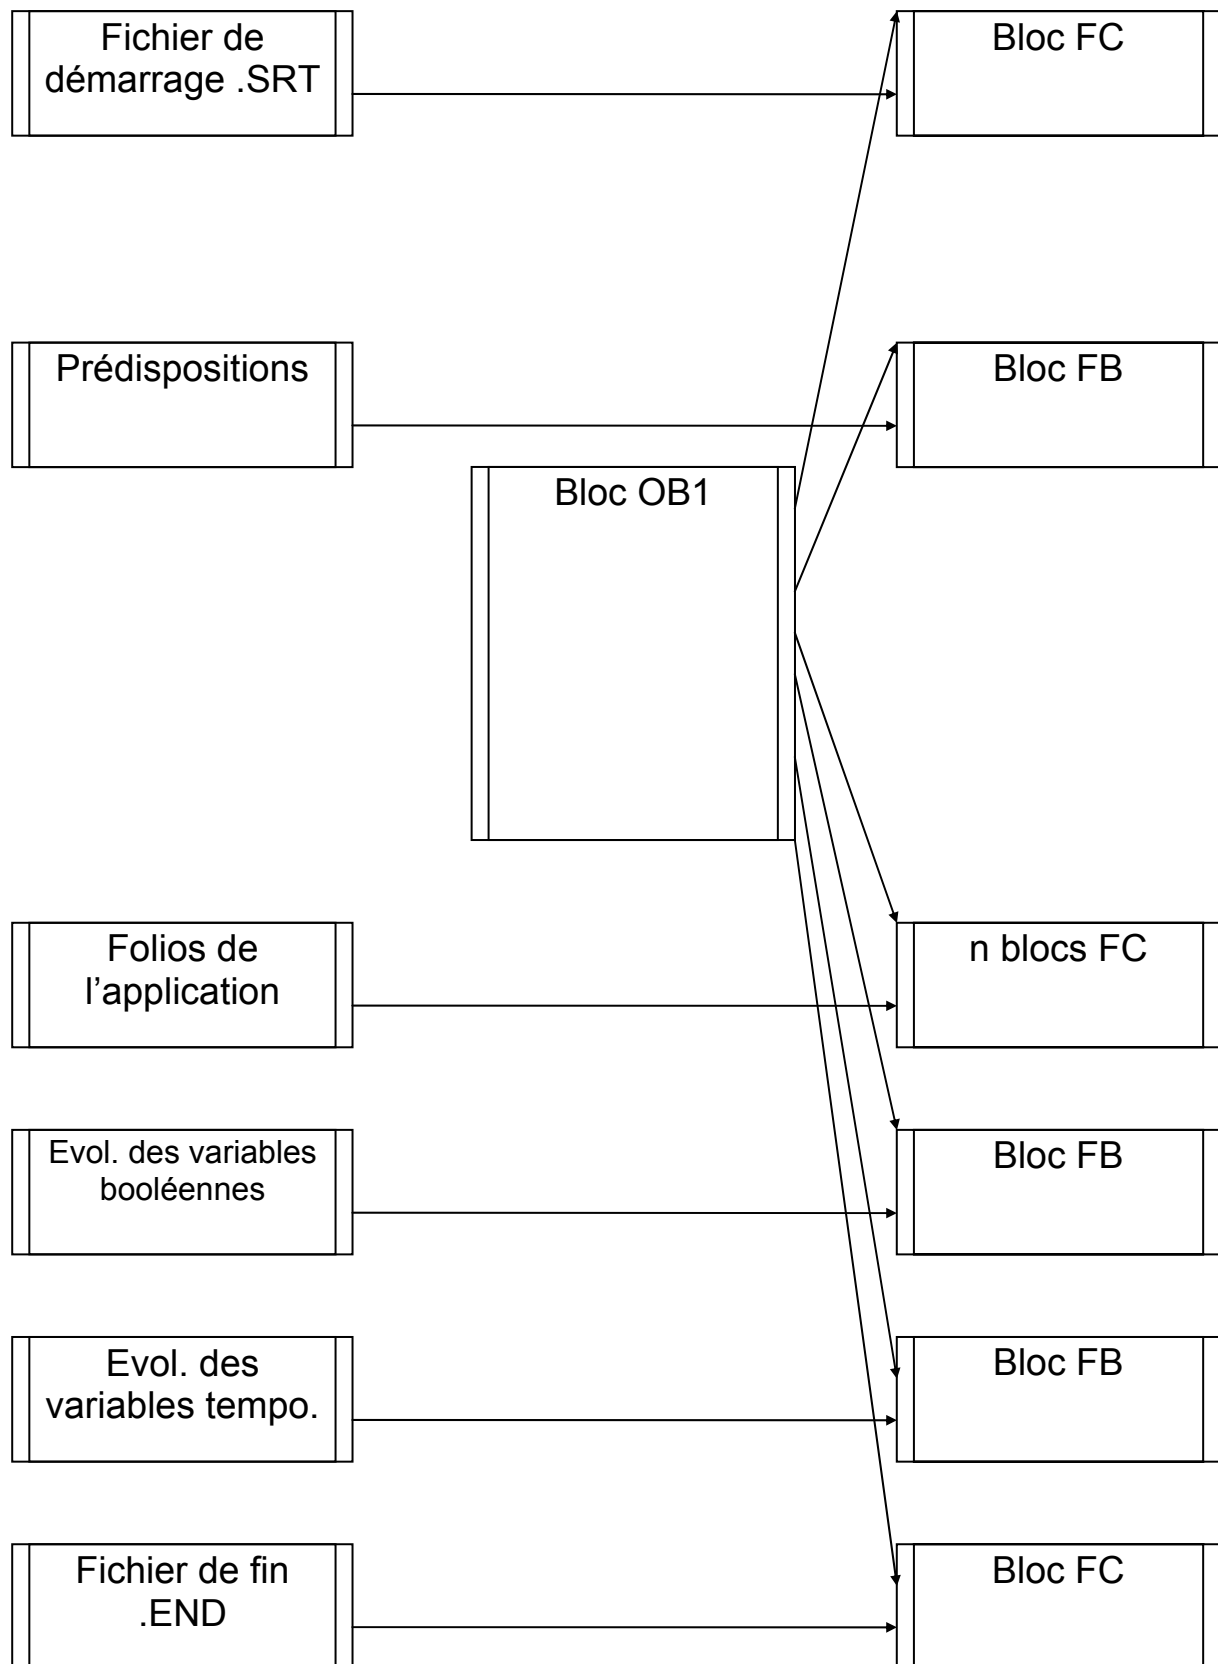 Fichier de
démarrage .SRT
Bloc FC
Prédispositions
Bloc FB
Bloc OB1
Folios de
l’application
n blocs FC
Evol. des variables
booléennes
Bloc FB
Evol. des
variables tempo.
Bloc FB
Fichier de fin
.END
Bloc FC